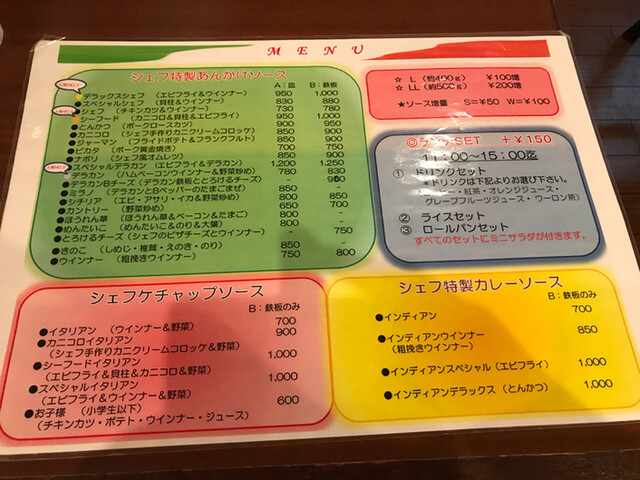 MENU
シェフ特製あんかけソース
A:皿 B:鉄板
デラックスシェフ (エビフライ&ウインナー) 950 1,000
●スペシャルシェフ (貝柱&ウインナー) 830 880
シェフ (チキンカツ&ウインナー) 730 780
シーフード (カニコロ&貝柱&エビフライ) 950 1,000
●とんかつ (ポークロースカツ) 900 950
●カニコロ (シェフ手作りカニクリームコロッケ) 850 900
●ジャーマン (フライドポテト&フランクフルト) 850 900
●ピカタ (ポーク黄金焼き) 850 900
●ナポリ (シェフ風オムレツ) 850 900
スペシャルデラカン (エビフライ&デラカン) 1,200 1,250
デラカン (ハムベーコンウインナー&野菜炒め) 780 830
●デラカンBチーズ (デラカン鉄板ととろけるチーズ) - 900
●ミラノ (デラカンとBペッパーのたまごまぜ) 850 -
●シチリア (エビ・アサリ・イカ&野菜炒め) 850 900
●カントリー (野菜炒め) 650 700
●ほうれん草 (ほうれん草&ベーコン&たまご) 800 -
●めんたいこ (めんたいこ&のり&大葉) 800 -
●とろけるチーズ (シェフのピザチーズとウインナー) - 750
●きのこ (しめじ・椎茸・えのき・のり) 850 -
●ウインナー (粗挽きウインナー) 750 800
☆ L (約400g) ¥100増
☆ LL (約500g) ¥200増
★ソース増量 S=¥50 W=¥100
SET +¥150
11:00~15:00迄
① ドリンクセット
*ドリンクは下記よりお選び下さい。
コーヒー・紅茶・オレンジジュース・
グレープフルーツジュース・ウーロン茶)
② ライスセット
③ ロールパンセット
すべてのセットにミニサラダが付きます。
シェフケチャップソース
B:鉄板のみ
●イタリアン (ウインナー&野菜) 700
●カニコロイタリアン 900
(シェフ手作りカニクリームコロッケ&野菜)
●シーフードイタリアン 1,000
(エビフライ&貝柱&カニコロ&野菜)
●スペシャルイタリアン 1,000
(エビフライ&ウインナー&野菜)
●お子様 (小学生以下) 600
(チキンカツ・ポテト・ウインナー・ジュース)
シェフ特製カレーソース
B:鉄板のみ
●インディアン 700
●インディアンウインナー 850
(粗挽きウインナー)
●インディアンスペシャル (エビフライ) 1,000
●インディアンデラックス (とんかつ) 1,000